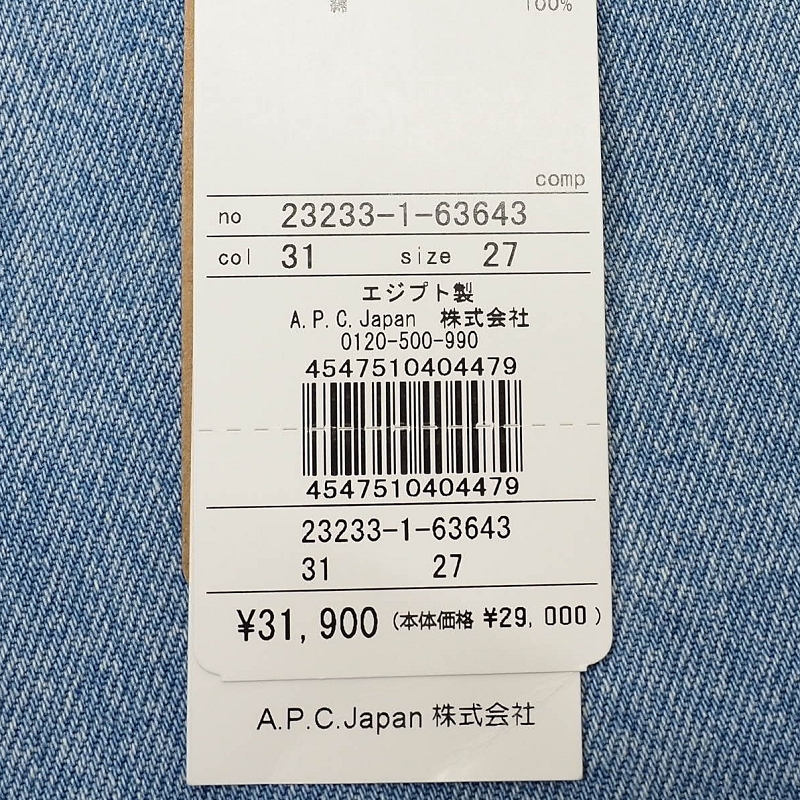 100%
comp
no 23233-1-63643
col 31 size 27
エジプト製
A.P.C.Japan 株式会社
0120-500-990
4547510404479
4547510404479
23233-1-63643
31 27
¥31,900 (本体価格 ¥29,000)
A.P.C.Japan 株式会社